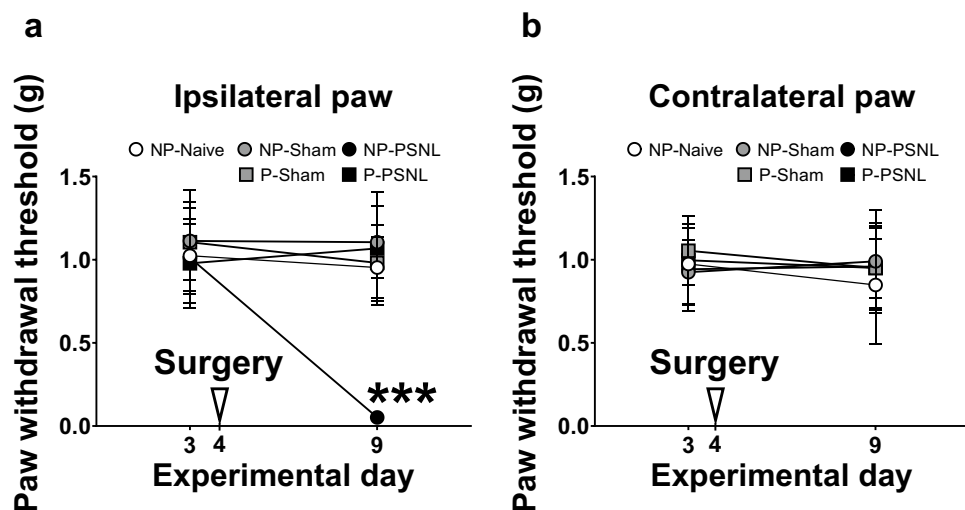 a
Ipsilateral paw
NP-Naive NP-Sham NP-PSNL
P-Sham P-PSNL
Paw withdrawal threshold (g)
1.5
1.0
0.5
0.0
Surgery
***
3 4 9
Experimental day
b
Contralateral paw
NP-Naive NP-Sham NP-PSNL
P-Sham P-PSNL
Paw withdrawal threshold (g)
1.5
1.0
0.5
0.0
Surgery
3 4 9
Experimental day